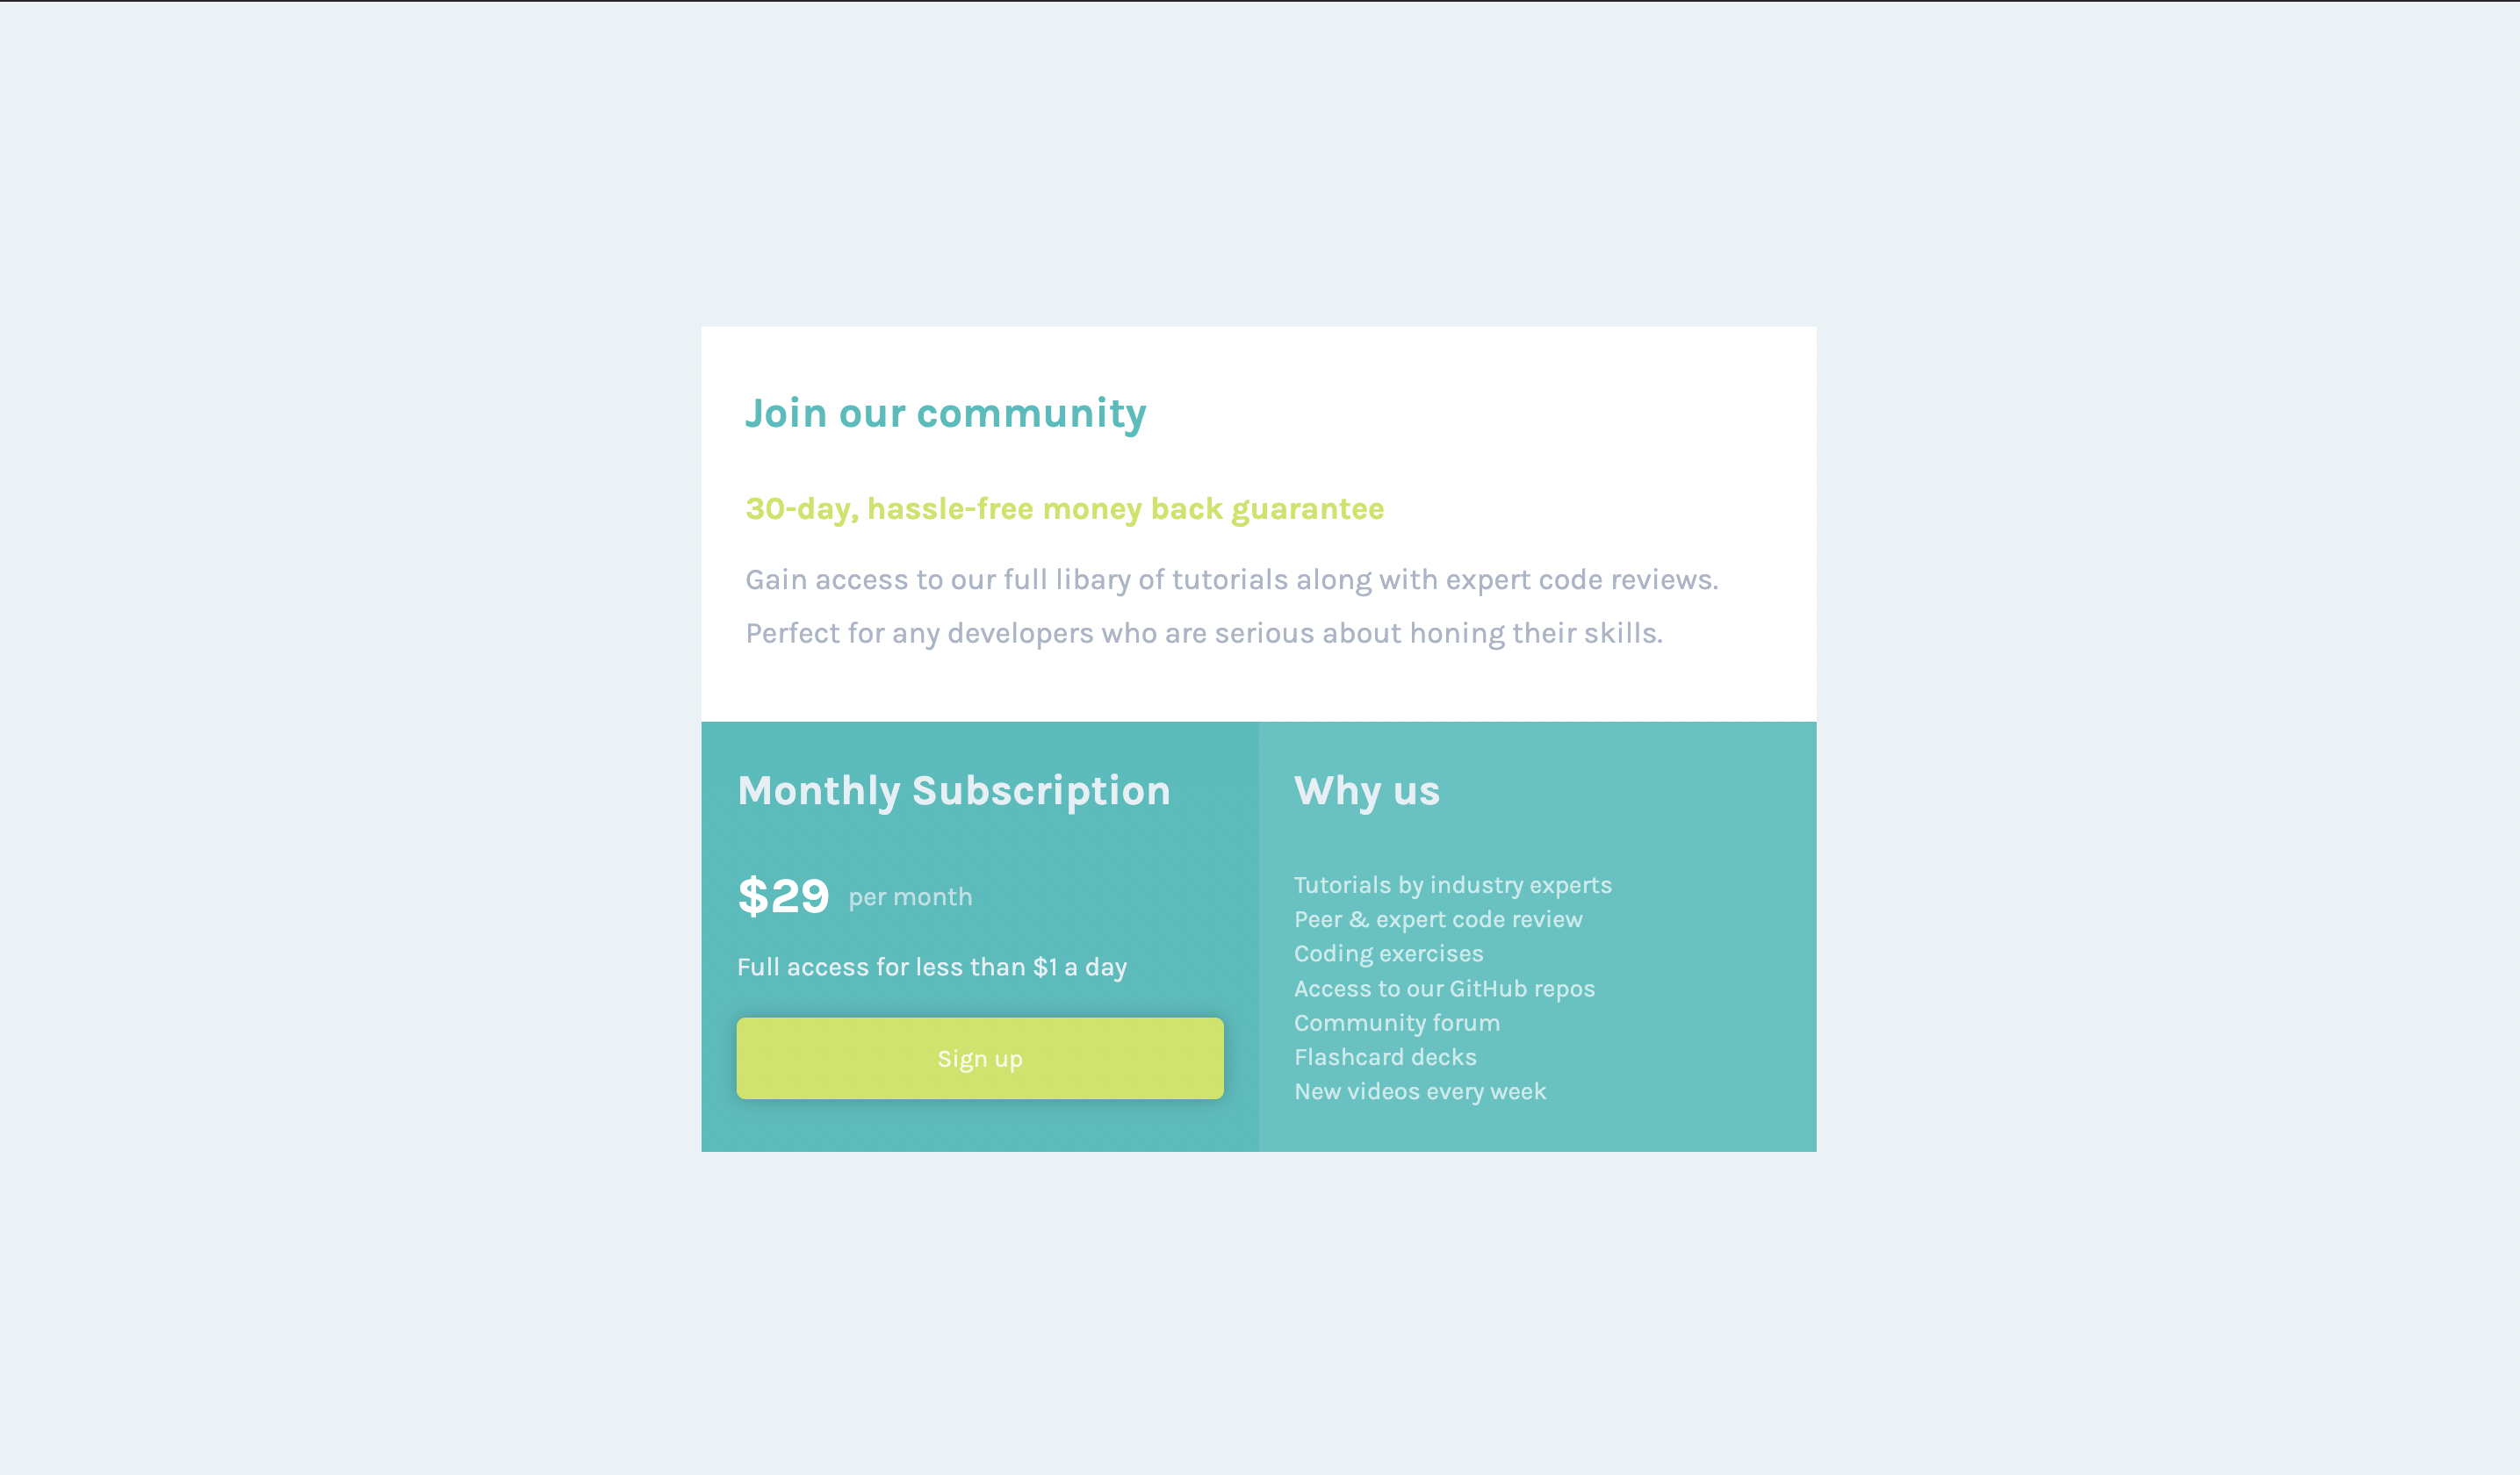 Join our community
30-day, hassle-free money back guarantee
Gain access to our full libary of tutorials along with expert code reviews.
Perfect for any developers who are serious about honing their skills.
Monthly Subscription
$29 per month
Full access for less than $1 a day
Sign up
Why us
Tutorials by industry experts
Peer & expert code review
Coding exercises
Access to our GitHub repos
Community forum
Flashcard decks
New videos every week